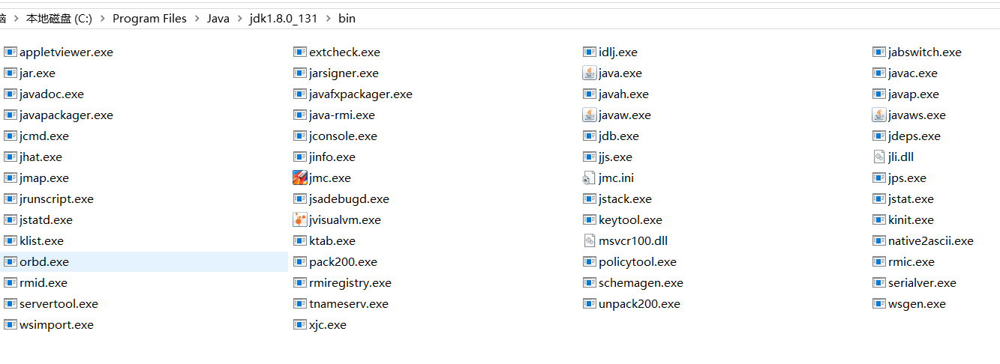 脑 > 本地磁盘 (C:) > Program Files > Java > jdk1.8.0_131 > bin
appletviewer.exe extcheck.exe idlj.exe jabswitch.exe
jar.exe jarsigner.exe java.exe javac.exe
javadoc.exe javafxpackager.exe javah.exe javap.exe
javapackager.exe java-rmi.exe javaw.exe javaws.exe
jcmd.exe jconsole.exe jdb.exe jdeps.exe
jhat.exe jinfo.exe jjs.exe jli.dll
jmap.exe jmc.exe jmc.ini jps.exe
jrunscript.exe jsadebugd.exe jstack.exe jstat.exe
jstatd.exe jvisualvm.exe keytool.exe kinit.exe
klist.exe ktab.exe msvcr100.dll native2ascii.exe
orbd.exe pack200.exe policytool.exe rmic.exe
rmid.exe rmiregistry.exe schemagen.exe serialver.exe
servertool.exe tnameserv.exe unpack200.exe wsgen.exe
wsimport.exe xjc.exe